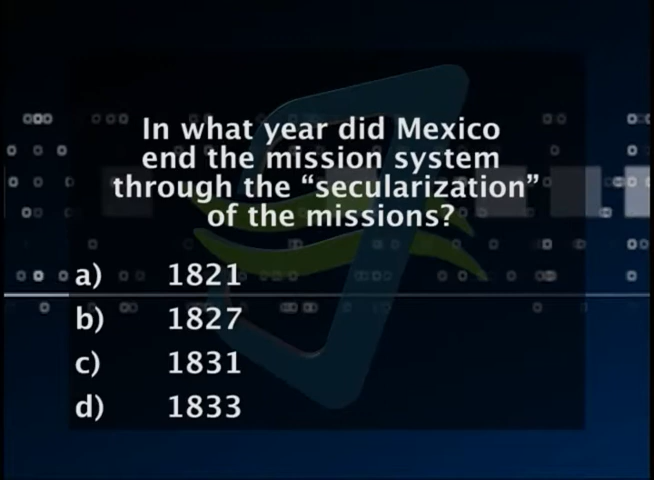 In what year did Mexico
end the mission system
through the “secularization”
of the missions?
a) 1821
b) 1827
c) 1831
d) 1833